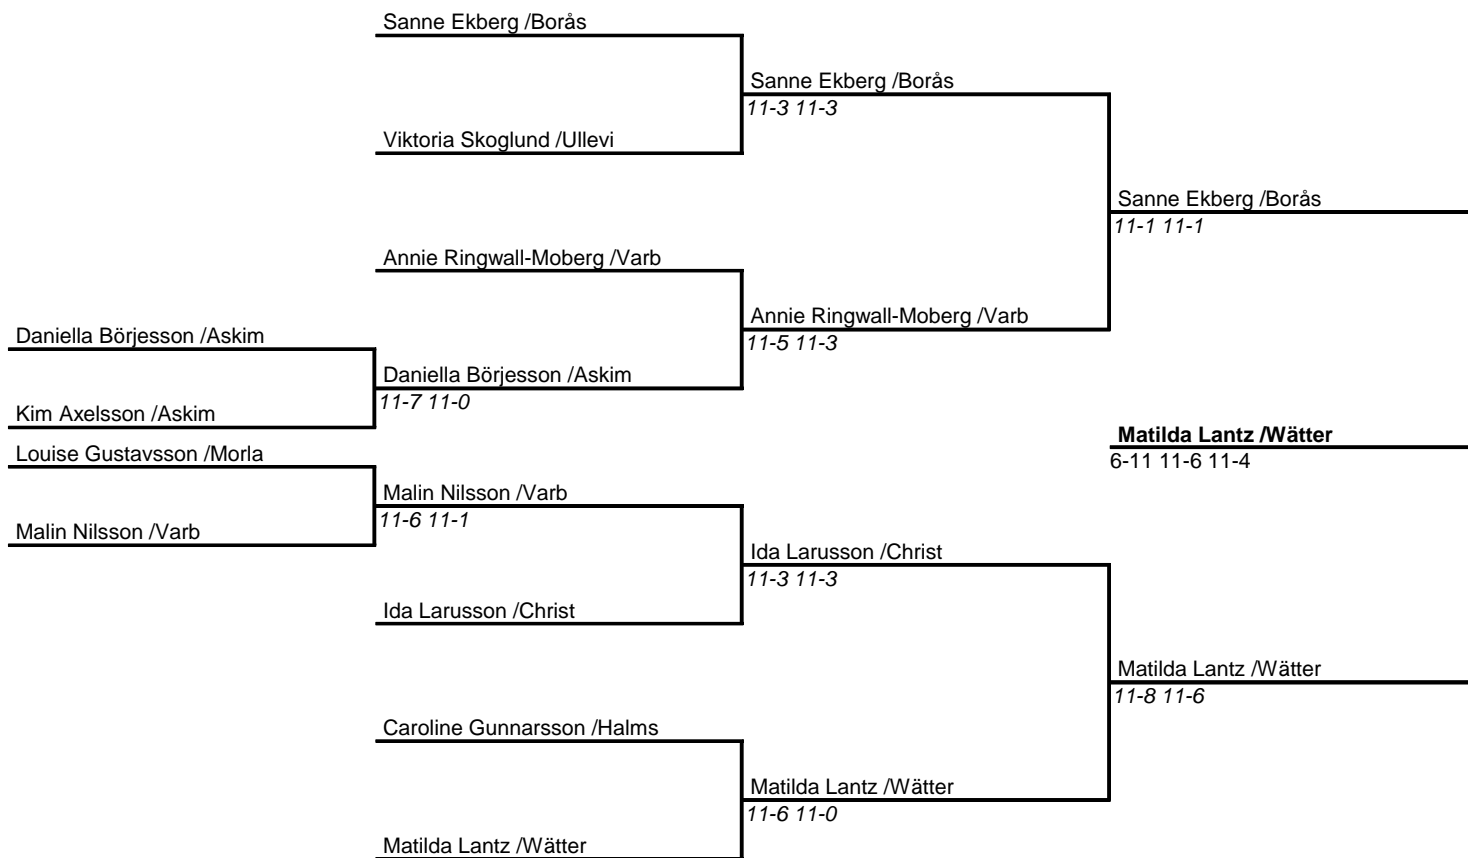 Sanne Ekberg /Borås
Sanne Ekberg /Borås
11-3 11-3
Viktoria Skoglund /Ullevi
Sanne Ekberg /Borås
11-1 11-1
Annie Ringwall-Moberg /Varb
Annie Ringwall-Moberg /Varb
11-5 11-3
Daniella Börjesson /Askim
Daniella Börjesson /Askim
11-7 11-0
Kim Axelsson /Askim
Matilda Lantz /Wätter
6-11 11-6 11-4
Louise Gustavsson /Morla
Malin Nilsson /Varb
11-6 11-1
Malin Nilsson /Varb
Ida Larusson /Christ
11-3 11-3
Ida Larusson /Christ
Matilda Lantz /Wätter
11-8 11-6
Caroline Gunnarsson /Halms
Matilda Lantz /Wätter
11-6 11-0
Matilda Lantz /Wätter